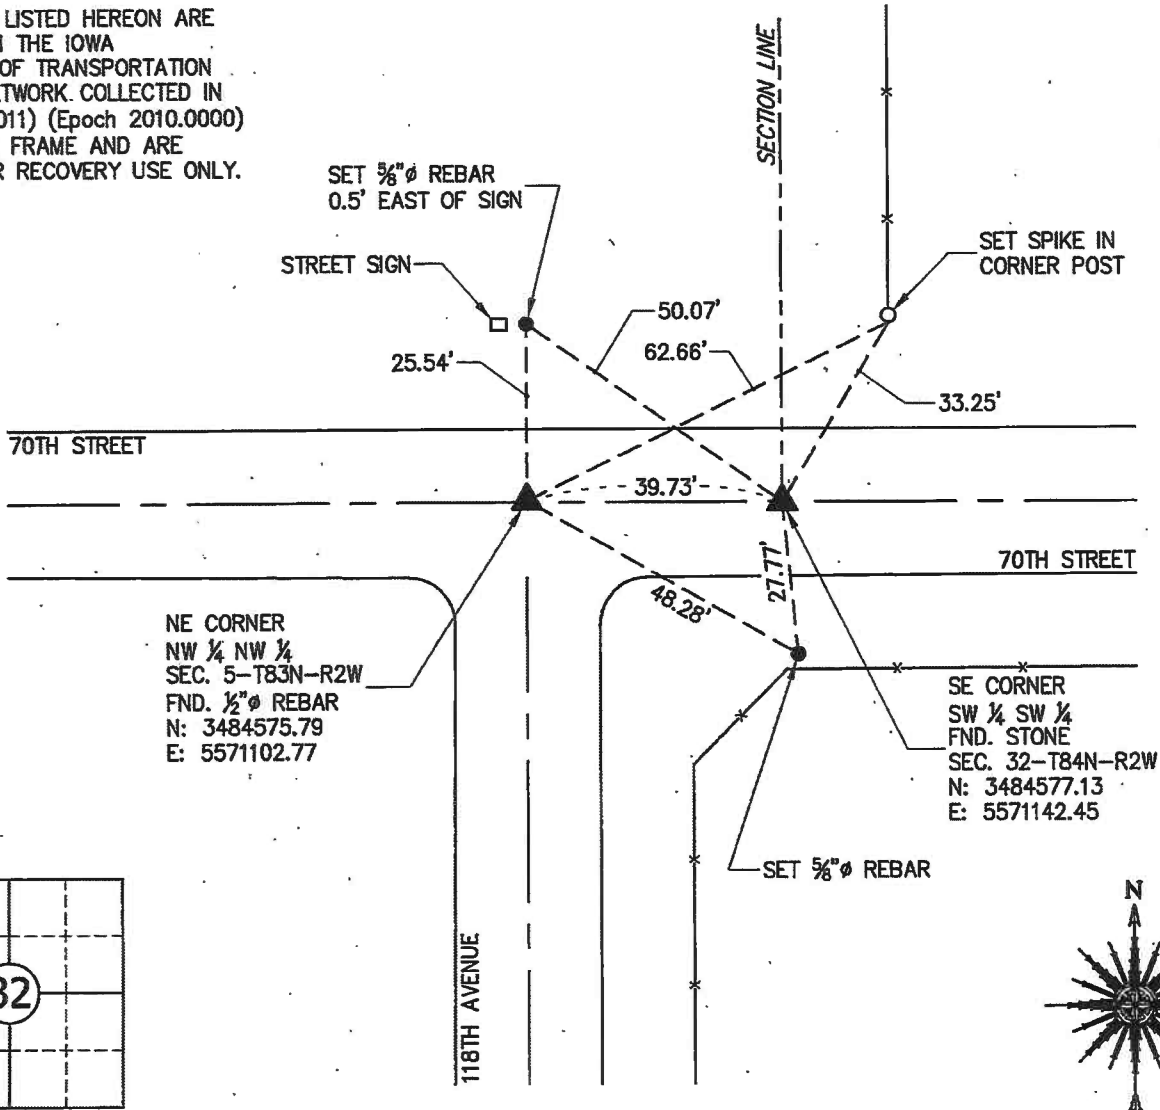 LISTED HEREON ARE
THE IOWA
OF TRANSPORTATION
TWORK. COLLECTED IN
011) (Epoch 2010.0000)
FRAME AND ARE
RECOVERY USE ONLY.
SECTION LINE
SET ⅝"ø REBAR
0.5' EAST OF SIGN
STREET SIGN
SET SPIKE IN
CORNER POST
50.07'
62.66'
25.54'
33.25'
70TH STREET
39.73'
27.77'
70TH STREET
48.28'
NE CORNER
NW ¼ NW ¼
SEC. 5-T83N-R2W
FND. ½"ø REBAR
N: 3484575.79
E: 5571102.77
SE CORNER
SW ¼ SW ¼
FND. STONE
SEC. 32-T84N-R2W
N: 3484577.13
E: 5571142.45
SET ⅝"ø REBAR
118TH AVENUE
32
N